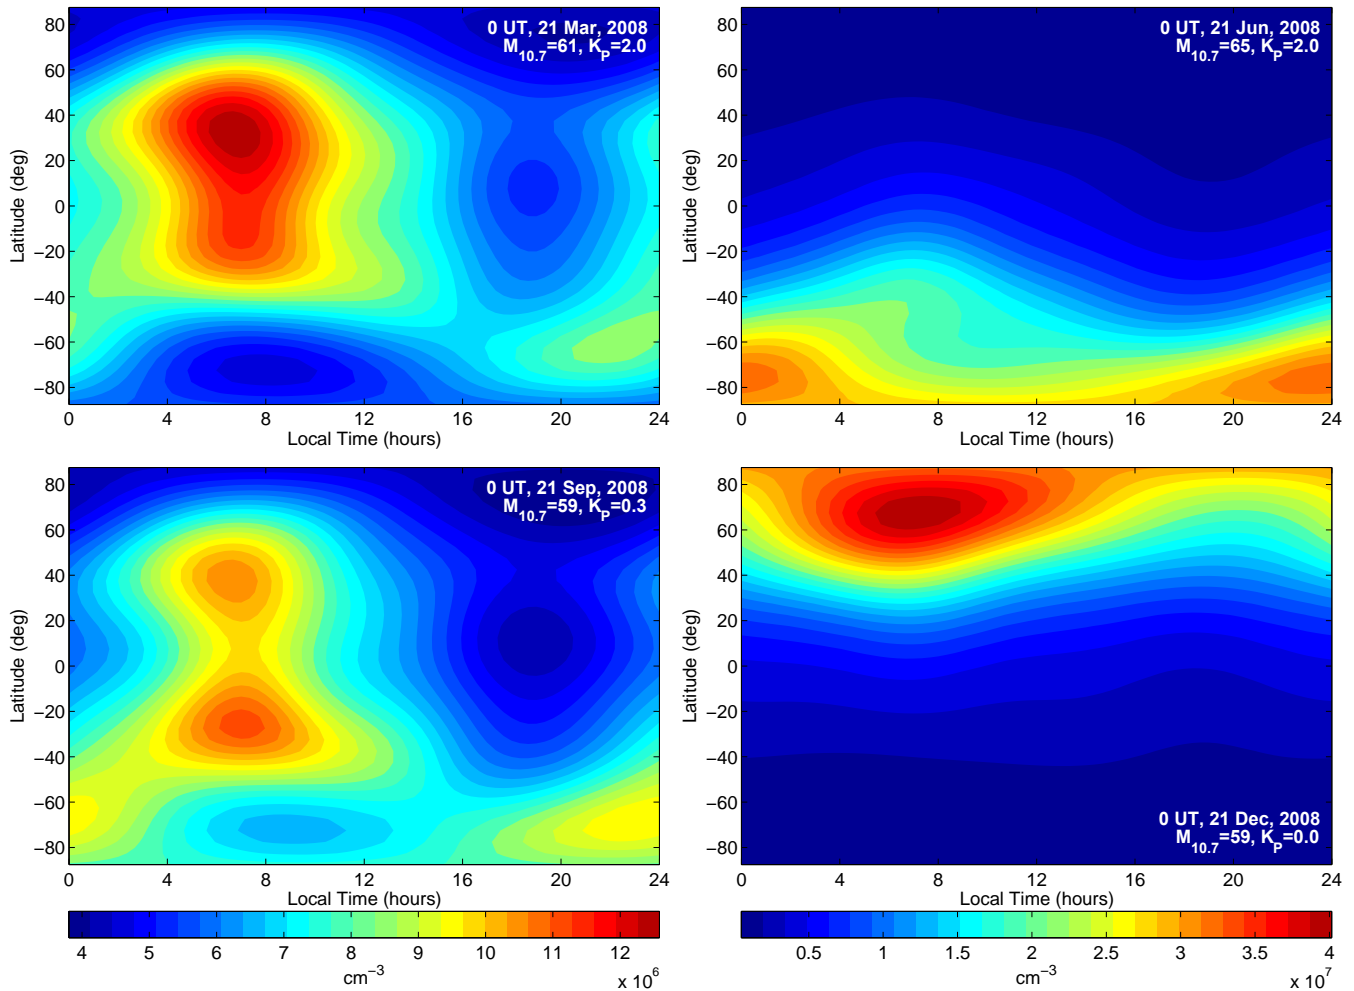 0 UT, 21 Mar, 2008
M10.7=61, KP=2.0
80
60
40
20
0
−20
−40
−60
−80
Latitude (deg)
0 4 8 12 16 20 24
Local Time (hours)
0 UT, 21 Jun, 2008
M10.7=65, KP=2.0
80
60
40
20
0
−20
−40
−60
−80
Latitude (deg)
0 4 8 12 16 20 24
Local Time (hours)
0 UT, 21 Sep, 2008
M10.7=59, KP=0.3
80
60
40
20
0
−20
−40
−60
−80
Latitude (deg)
0 4 8 12 16 20 24
Local Time (hours)
0 UT, 21 Dec, 2008
M10.7=59, KP=0.0
80
60
40
20
0
−20
−40
−60
−80
Latitude (deg)
0 4 8 12 16 20 24
Local Time (hours)
4 5 6 7 8 9 10 11 12
cm−3
x 10^6
0.5 1 1.5 2 2.5 3 3.5 4
cm−3
x 10^7